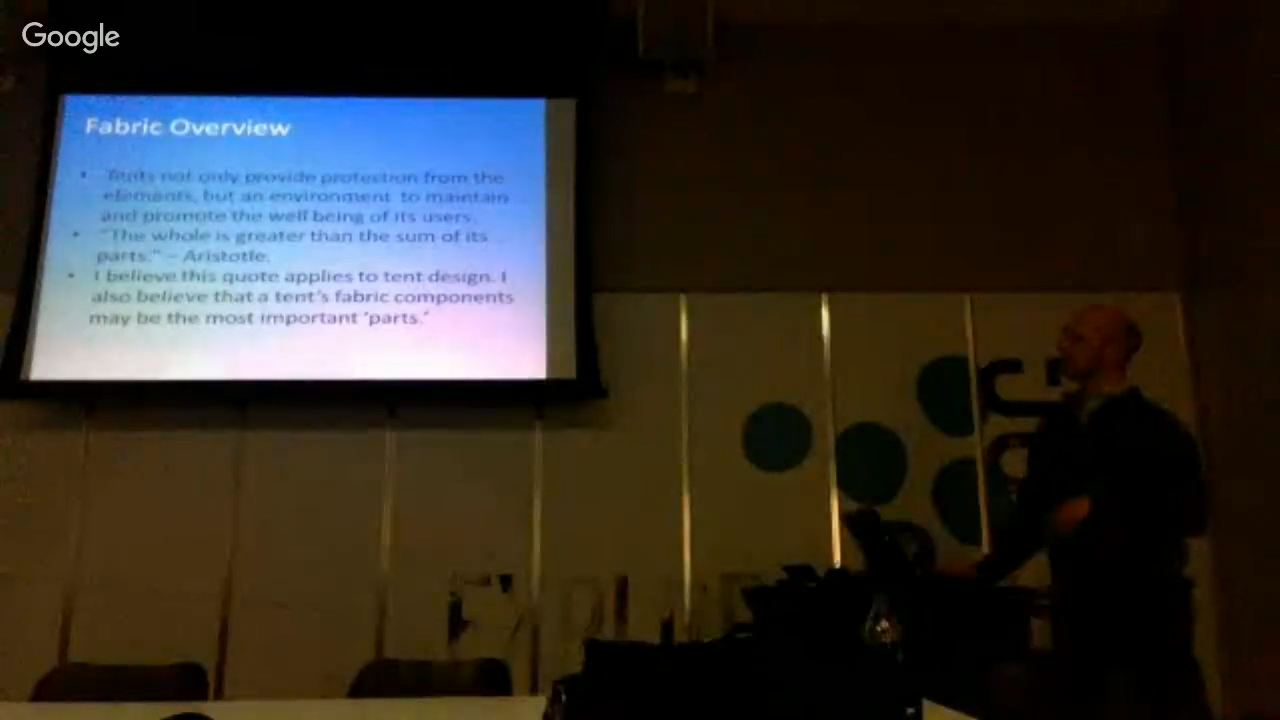 Google
Fabric Overview
• Tents not only provide protection from the
elements, but an environment to maintain
and promote the well being of its users.
• "The whole is greater than the sum of its
parts." – Aristotle.
• I believe this quote applies to tent design. I
also believe that a tent's fabric components
may be the most important 'parts.'